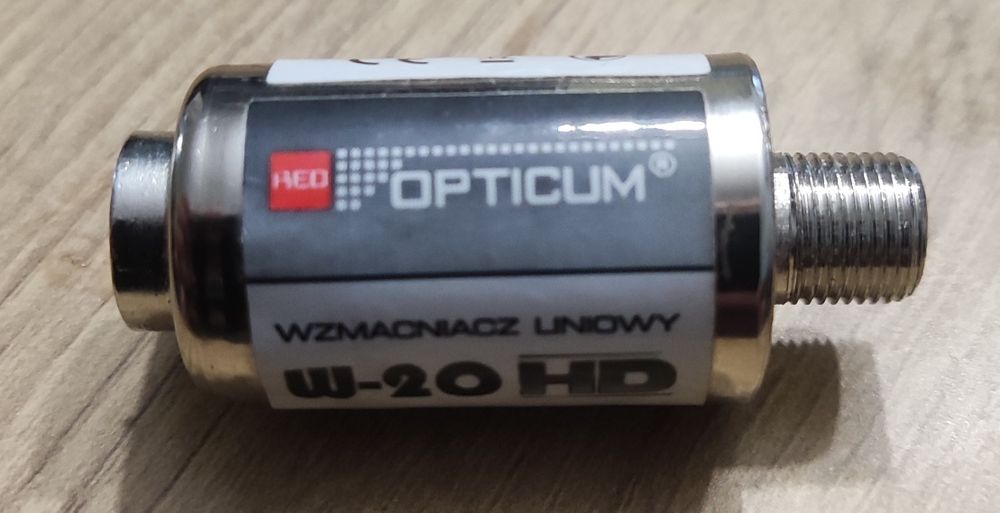 RED OPTICUM®
WZMACNIACZ LINIOWY
W-20 HD